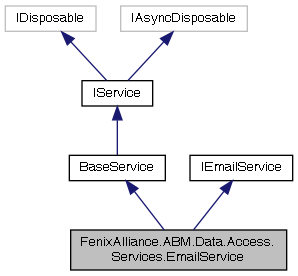 IDisposable
IAsyncDisposable
IService
BaseService
IEmailService
FenixAlliance.ABM.Data.Access.
Services.EmailService